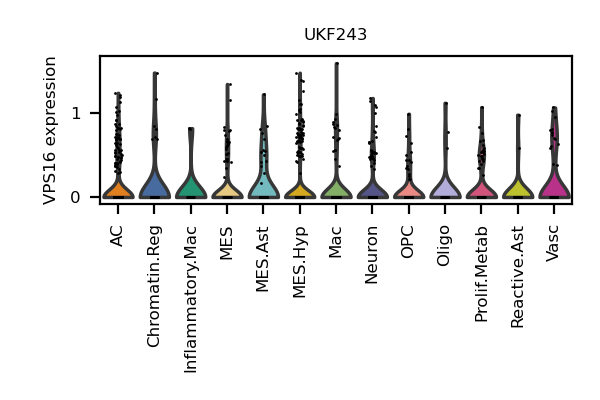 UKF243
VPS16 expression
1
0
AC
Chromatin.Reg
Inflammatory.Mac
MES
MES.Ast
MES.Hyp
Mac
Neuron
OPC
Oligo
Prolif.Metab
Reactive.Ast
Vasc